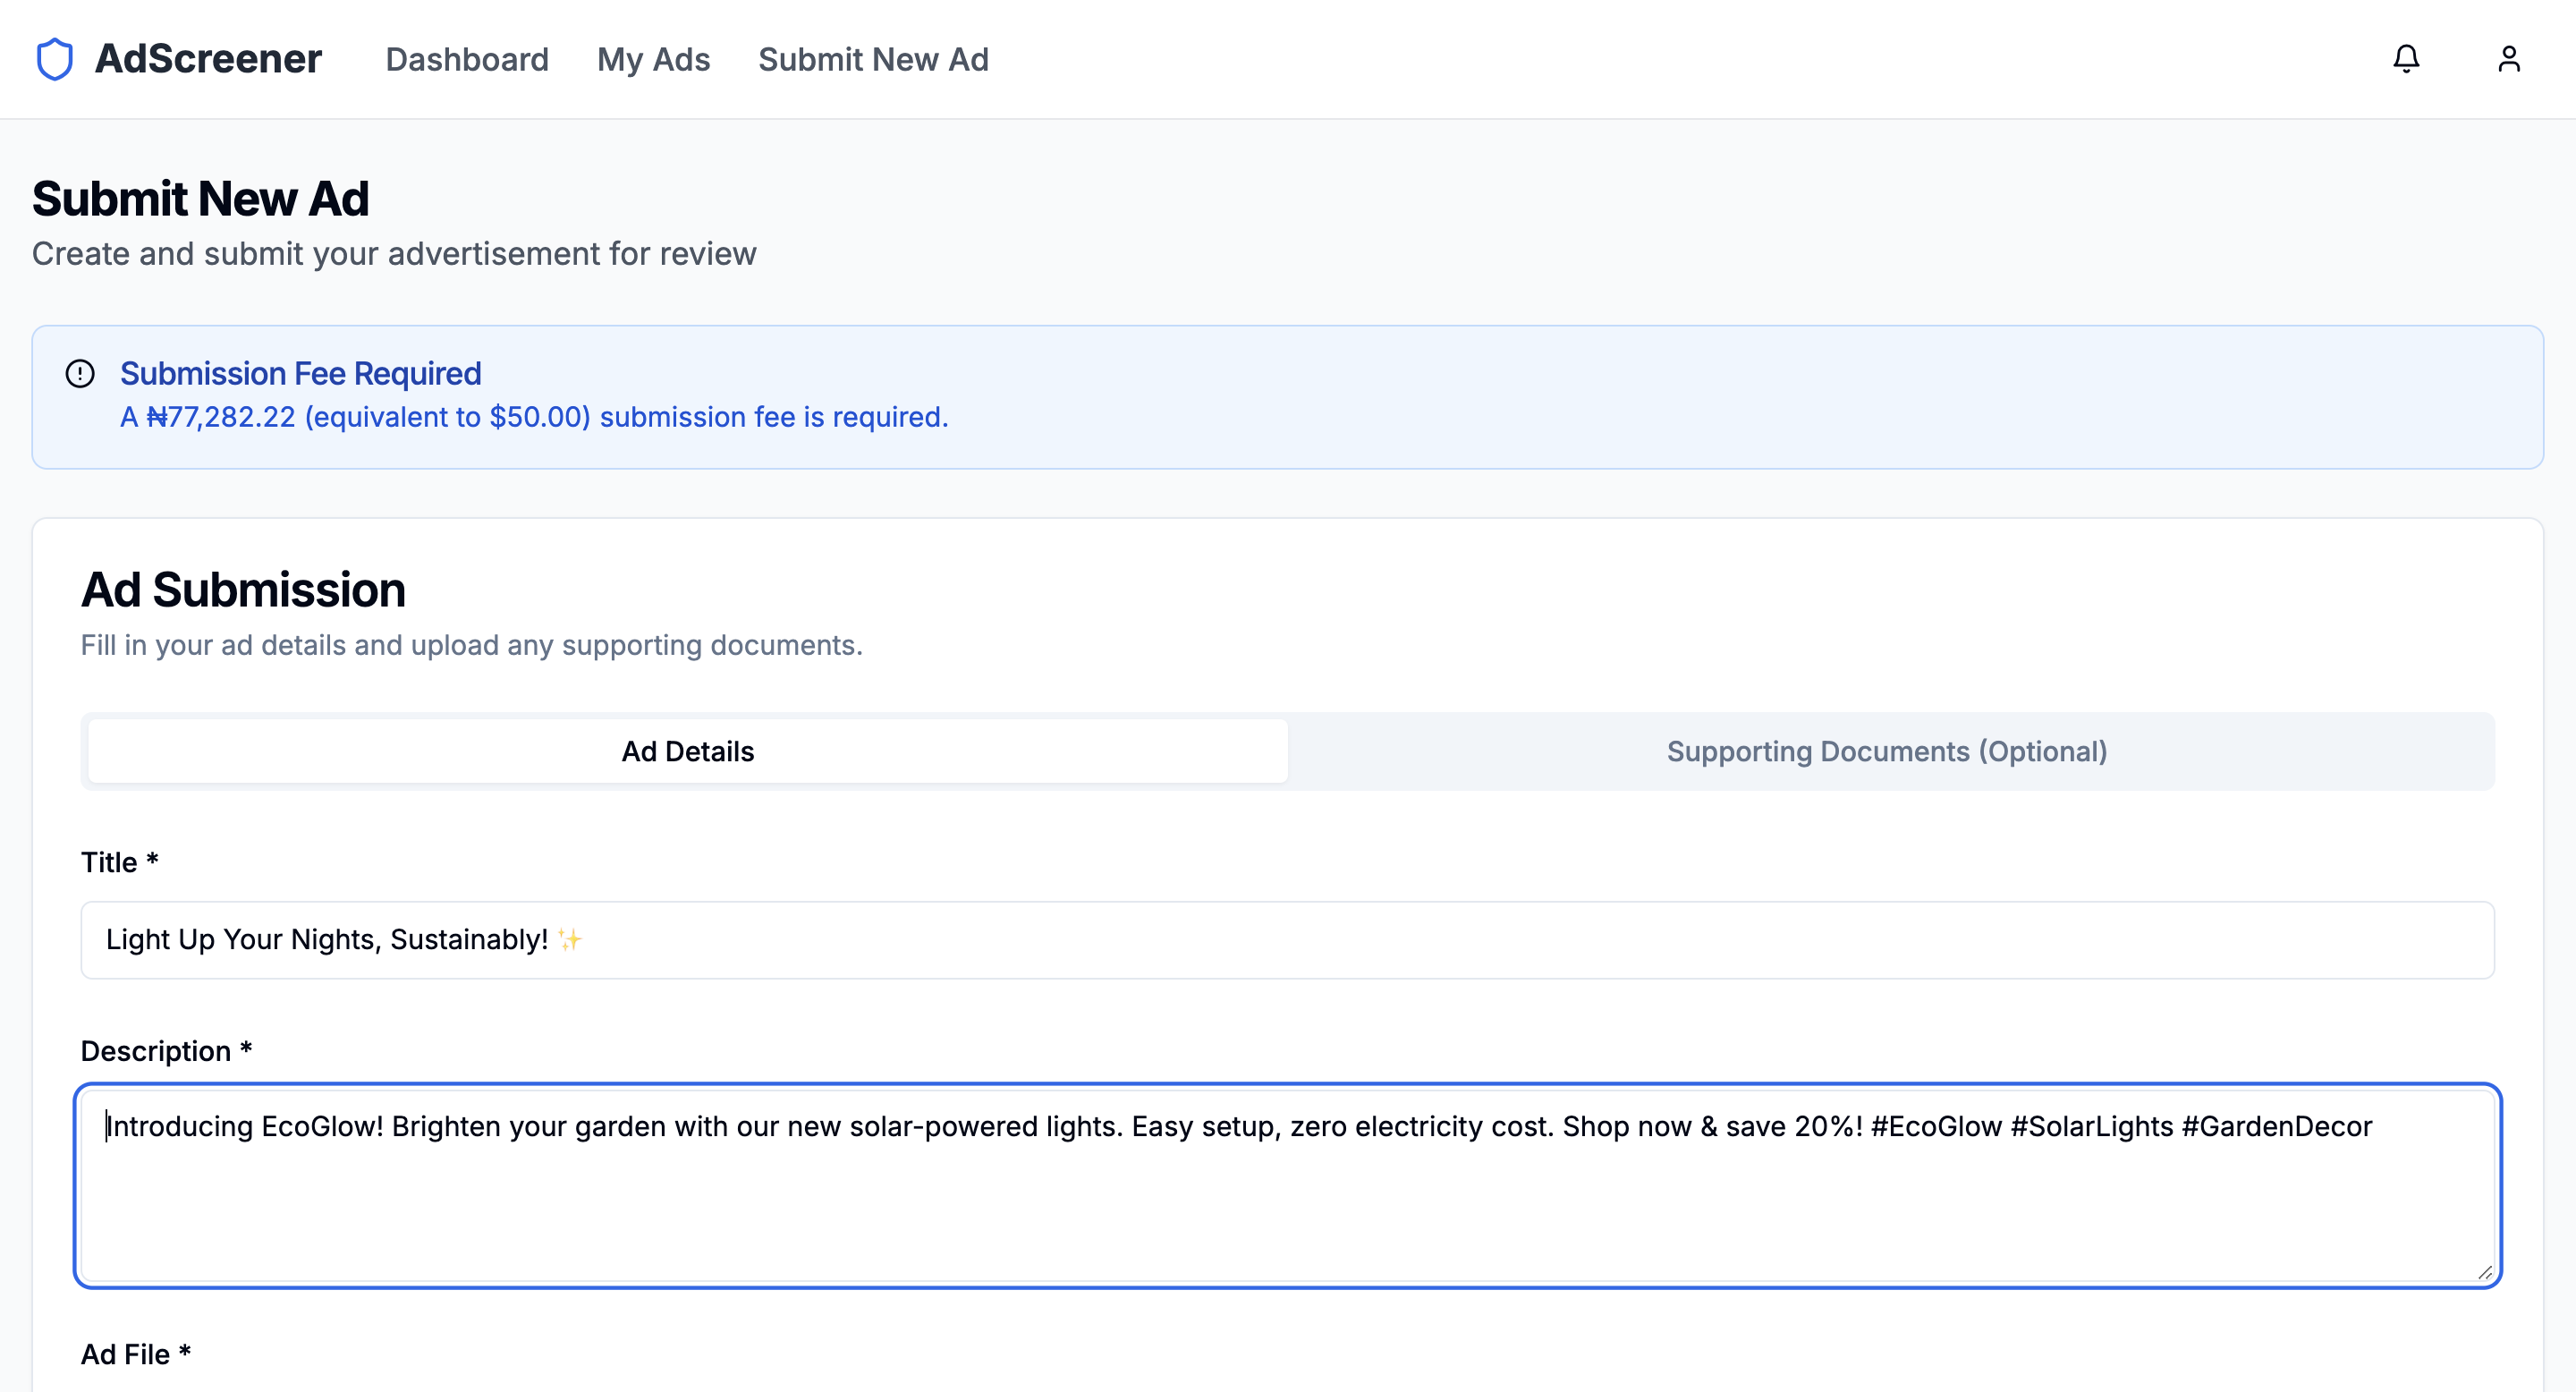 AdScreener
Dashboard
My Ads
Submit New Ad
Submit New Ad
Create and submit your advertisement for review
Submission Fee Required
A ₦77,282.22 (equivalent to $50.00) submission fee is required.
Ad Submission
Fill in your ad details and upload any supporting documents.
Ad Details
Supporting Documents (Optional)
Title *
Light Up Your Nights, Sustainably! ✨
Description *
Introducing EcoGlow! Brighten your garden with our new solar-powered lights. Easy setup, zero electricity cost. Shop now & save 20%! #EcoGlow #SolarLights #GardenDecor
Ad File *